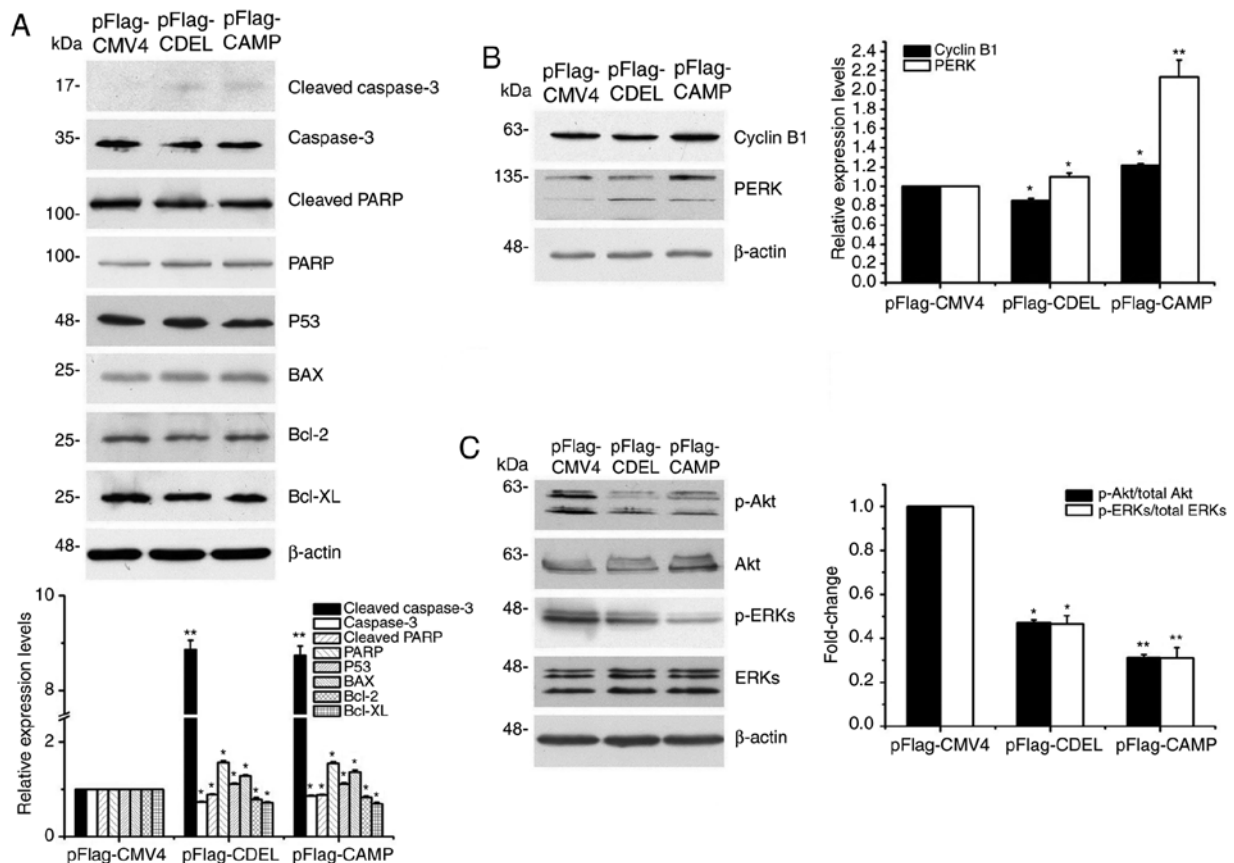 A
kDa
pFlag-CMV4
pFlag-CDEL
pFlag-CAMP
17-
Cleaved caspase-3
35-
Caspase-3
100-
Cleaved PARP
100-
PARP
48-
P53
25-
BAX
25-
Bcl-2
25-
Bcl-XL
48-
β-actin
Relative expression levels
10
8
2
1
0
**
* * * * * * *
**
* * * * * * *
Cleaved caspase-3
Caspase-3
Cleaved PARP
PARP
P53
BAX
Bcl-2
Bcl-XL
pFlag-CMV4
pFlag-CDEL
pFlag-CAMP
B
kDa
pFlag-CMV4
pFlag-CDEL
pFlag-CAMP
63-
Cyclin B1
135-
PERK
48-
β-actin
Relative expression levels
2.4
2.2
2.0
1.8
1.6
1.4
1.2
1.0
0.8
0.6
0.4
0.2
0.0
Cyclin B1
PERK
* *
* **
pFlag-CMV4
pFlag-CDEL
pFlag-CAMP
C
kDa
pFlag-CMV4
pFlag-CDEL
pFlag-CAMP
63-
p-Akt
63-
Akt
48-
p-ERKs
48-
ERKs
48-
β-actin
Fold-change
1.0
0.8
0.6
0.4
0.2
0.0
p-Akt/total Akt
p-ERKs/total ERKs
* *
** **
pFlag-CMV4
pFlag-CDEL
pFlag-CAMP